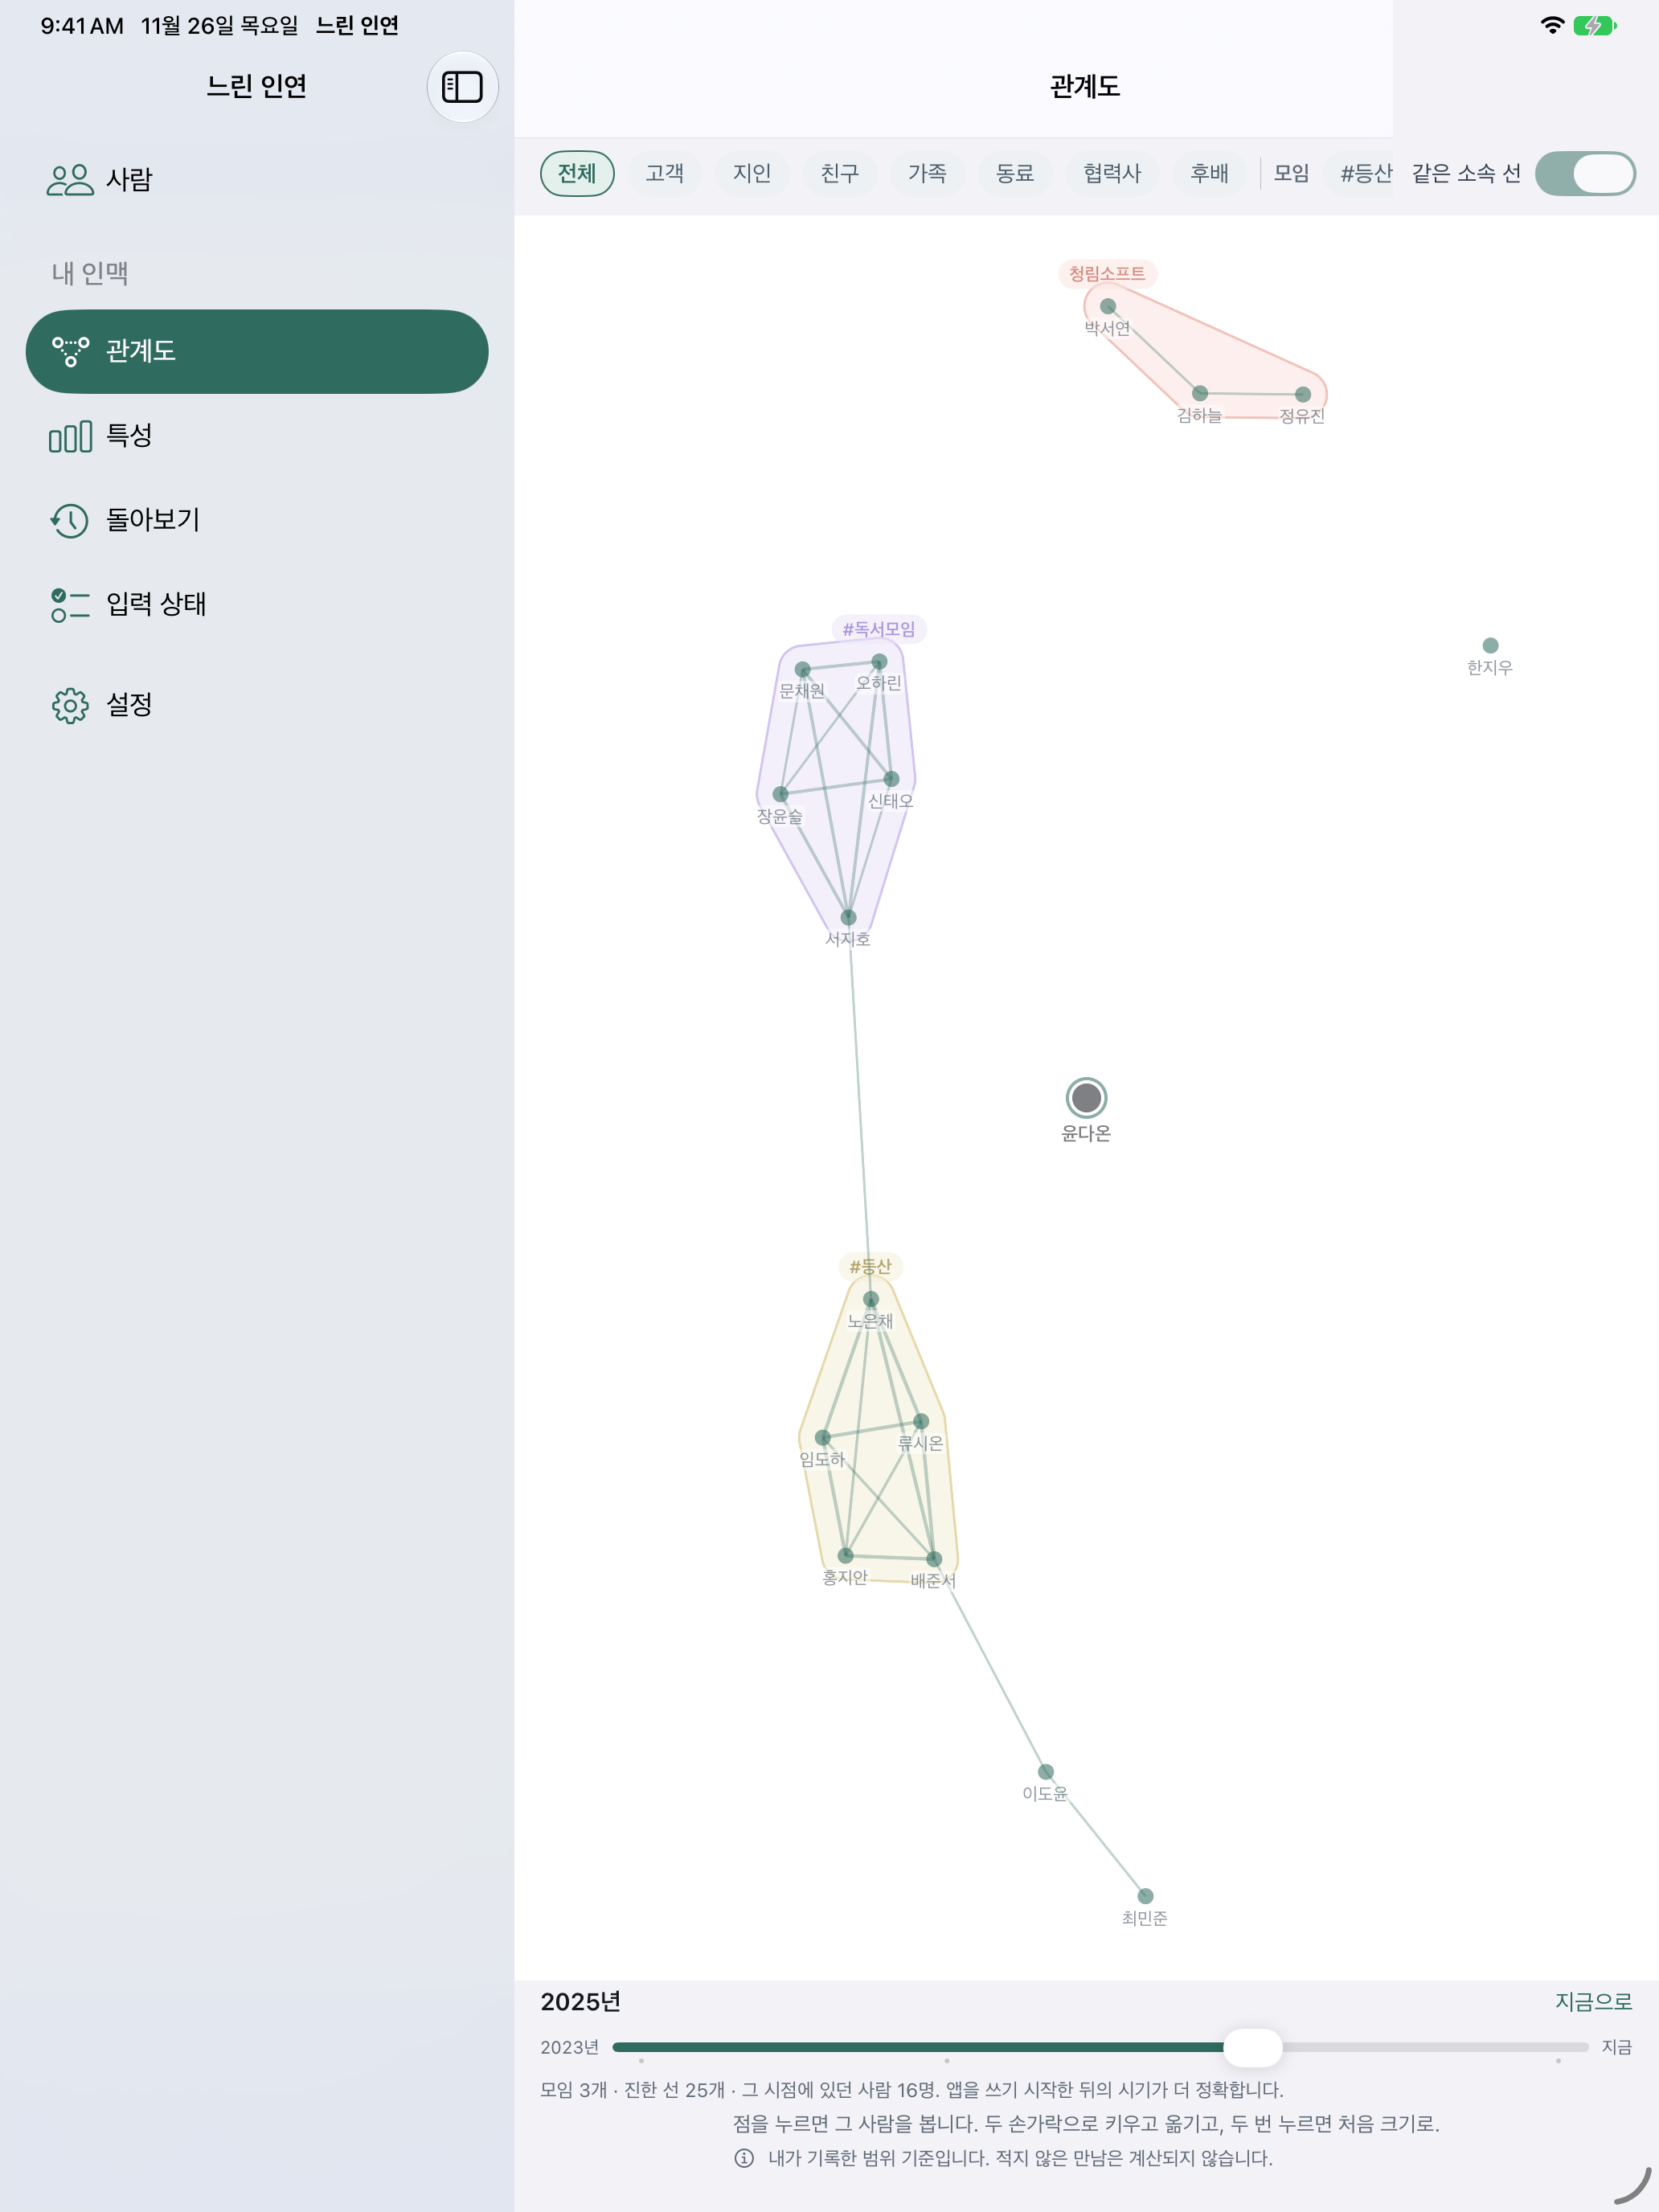 9:41 AM 11월 26일 목요일 느린 인연
느린 인연
사람
내 인맥
관계도
특성
돌아보기
입력 상태
설정
관계도
전체 고객 지인 친구 가족 동료 협력사 후배 모임 #등산 같은 소속 선
청림소프트
박서연
김하늘
정유진
#독서모임
문채원
오하린
한지우
장윤슬
신태오
서지호
윤다온
#등산
노은채
류시온
임도하
홍지안
배준서
이도윤
최민준
2025년
지금으로
2023년
지금
모임 3개 · 진한 선 25개 · 그 시점에 있던 사람 16명. 앱을 쓰기 시작한 뒤의 시기가 더 정확합니다.
점을 누르면 그 사람을 봅니다. 두 손가락으로 키우고 옮기고, 두 번 누르면 처음 크기로.
내가 기록한 범위 기준입니다. 적지 않은 만남은 계산되지 않습니다.